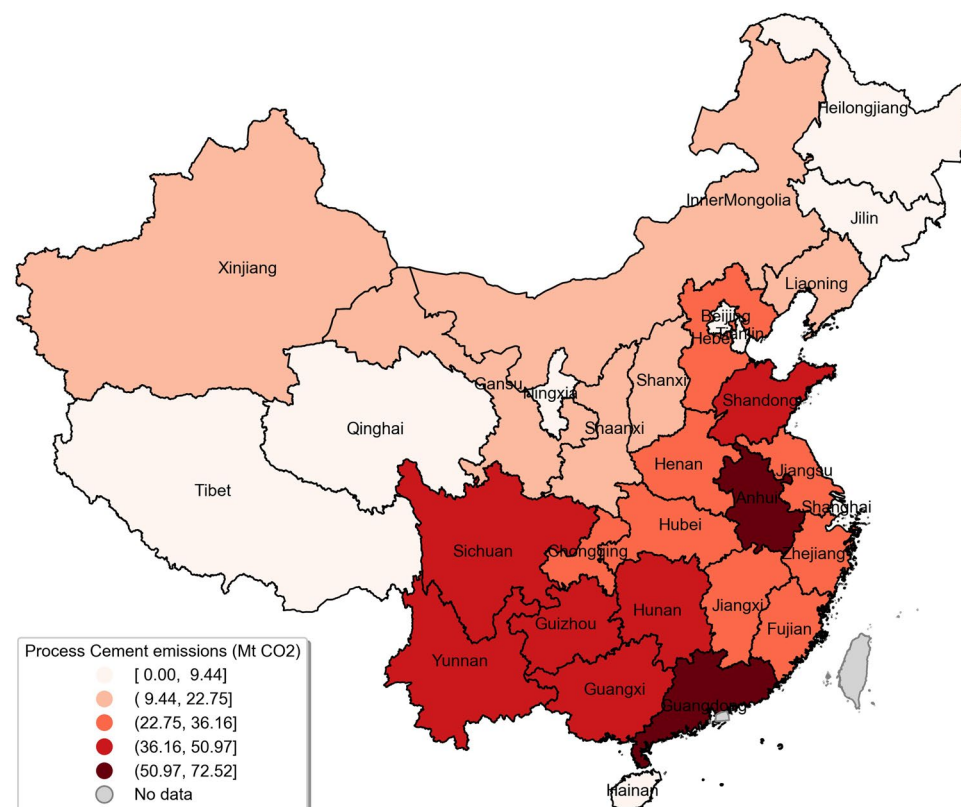 Heilongjiang
InnerMongolia
Jilin
Xinjiang
Liaoning
Beijing
Tianjin
Hebei
Gansu
Ningxia
Shanxi
Shandong
Qinghai
Shaanxi
Henan
Jiangsu
Tibet
Anhui
Shanghai
Hubei
Sichuan
Chongqing
Zhejiang
Jiangxi
Hunan
Guizhou
Fujian
Yunnan
Guangxi
Guangdong
Hainan
Process Cement emissions (Mt CO2)
[ 0.00, 9.44]
( 9.44, 22.75]
(22.75, 36.16]
(36.16, 50.97]
(50.97, 72.52]
No data